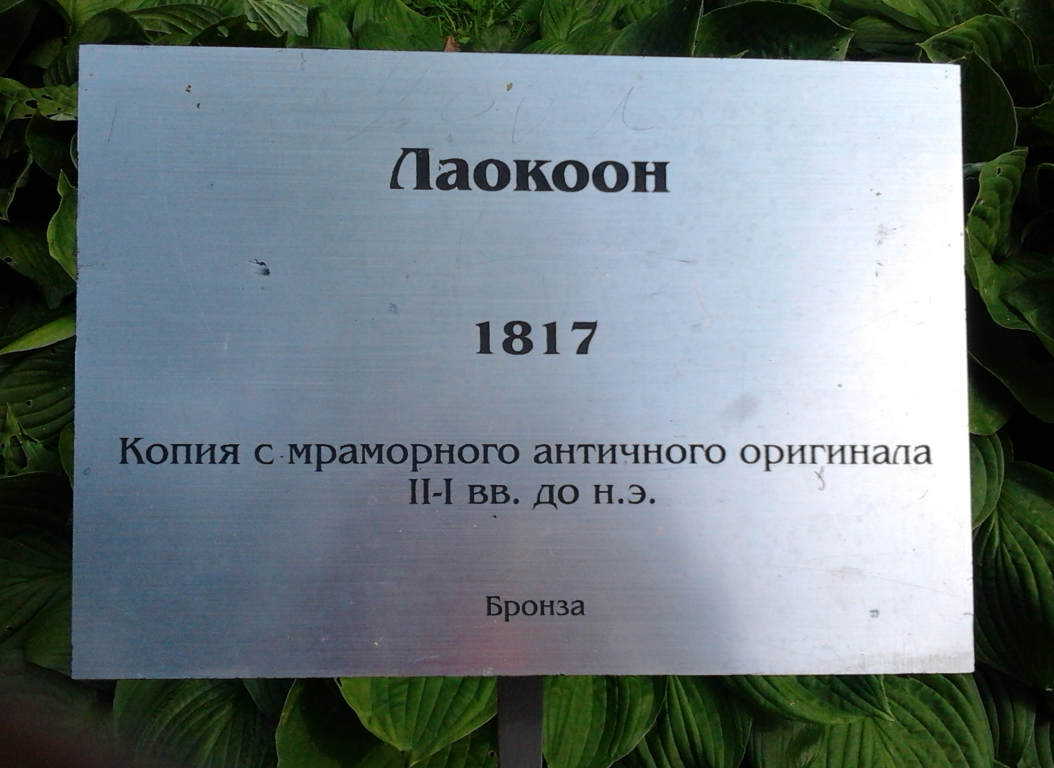 Лаокоон
1817
Копия с мраморного античного оригинала
II-I вв. до н.э.
Бронза